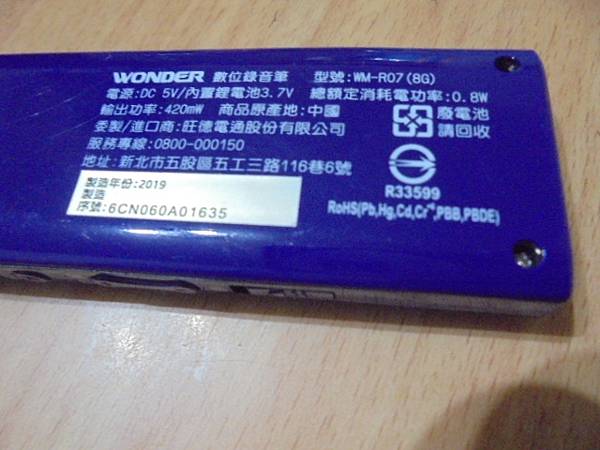 WONDER 數位錄音筆 型號:WM-R07(8G)
電源:DC 5V/內置鋰電池3.7V 總額定消耗電功率:0.8W
輸出功率:420mW 商品原產地:中國
委製/進口商:旺德電通股份有限公司
服務專線:0800-000150
地址:新北市五股區五工三路116巷6號
廢電池
請回收
R33599
RoHS(Pb,Hg,Cd,Cr⁺⁶,PBB,PBDE)
製造年份:2019
製造
序號:6CN060A01635